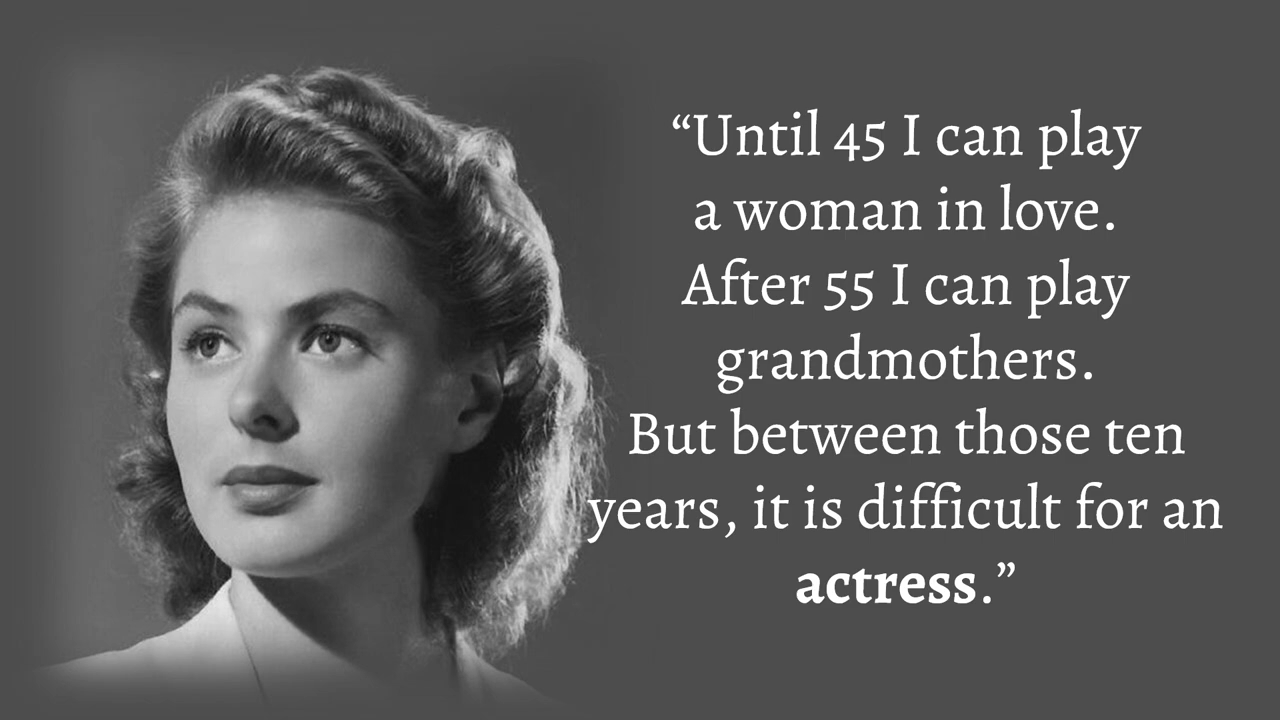 “Until 45 I can play
a woman in love.
After 55 I can play
grandmothers.
But between those ten
years, it is difficult for an
actress.”